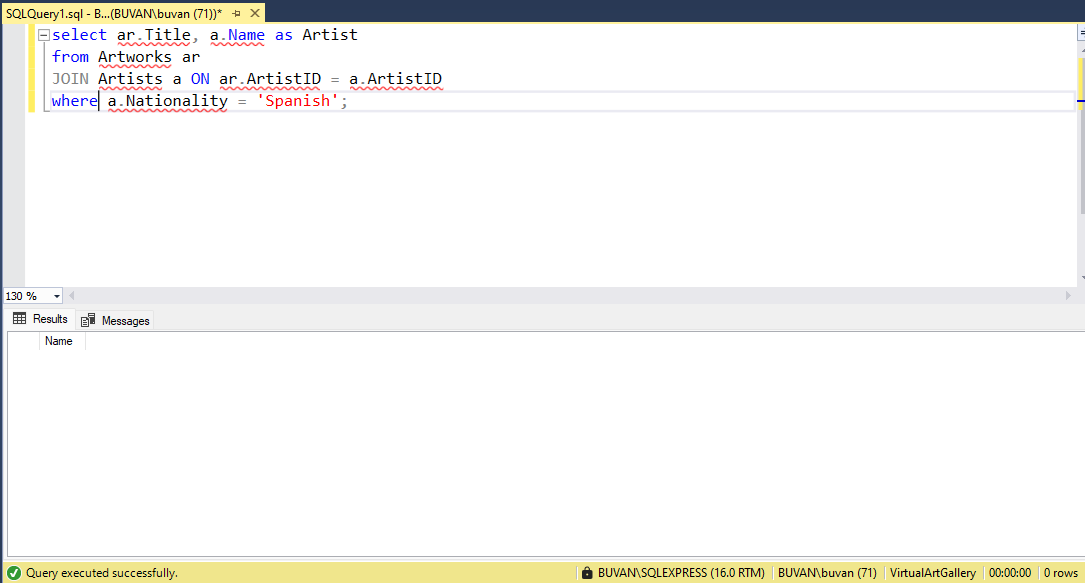 SQLQuery1.sql - B...(BUVAN\buvan (71))*
select ar.Title, a.Name as Artist
from Artworks ar
JOIN Artists a ON ar.ArtistID = a.ArtistID
where a.Nationality = 'Spanish';
130 %
Results Messages
Name
Query executed successfully. BUVAN\SQLEXPRESS (16.0 RTM) BUVAN\buvan (71) VirtualArtGallery 00:00:00 0 rows